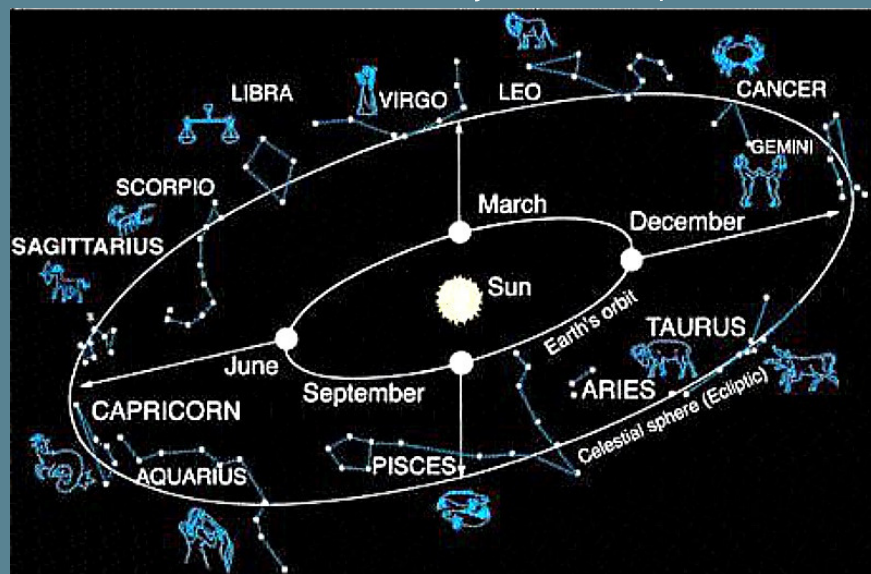 LEO
CANCER
LIBRA
VIRGO
GEMINI
SCORPIO
March
December
SAGITTARIUS
Sun
Earth's orbit
TAURUS
June
September
ARIES
CAPRICORN
Celestial sphere (Ecliptic)
PISCES
AQUARIUS